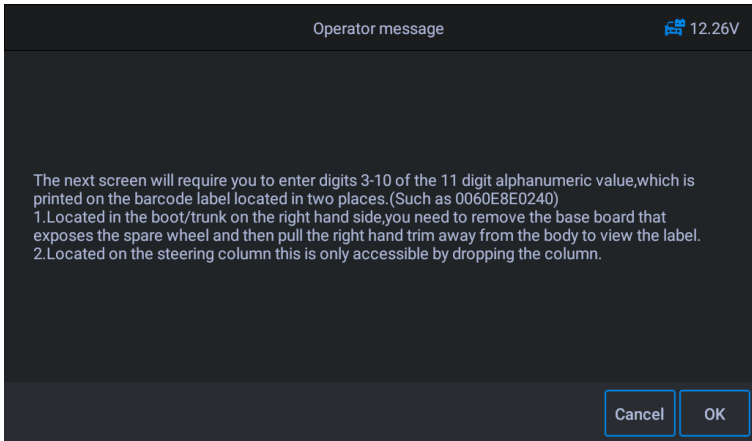 Operator message
12.26V
The next screen will require you to enter digits 3-10 of the 11 digit alphanumeric value,which is
printed on the barcode label located in two places.(Such as 0060E8E0240)
1.Located in the boot/trunk on the right hand side,you need to remove the base board that
exposes the spare wheel and then pull the right hand trim away from the body to view the label.
2.Located on the steering column this is only accessible by dropping the column.
Cancel
OK